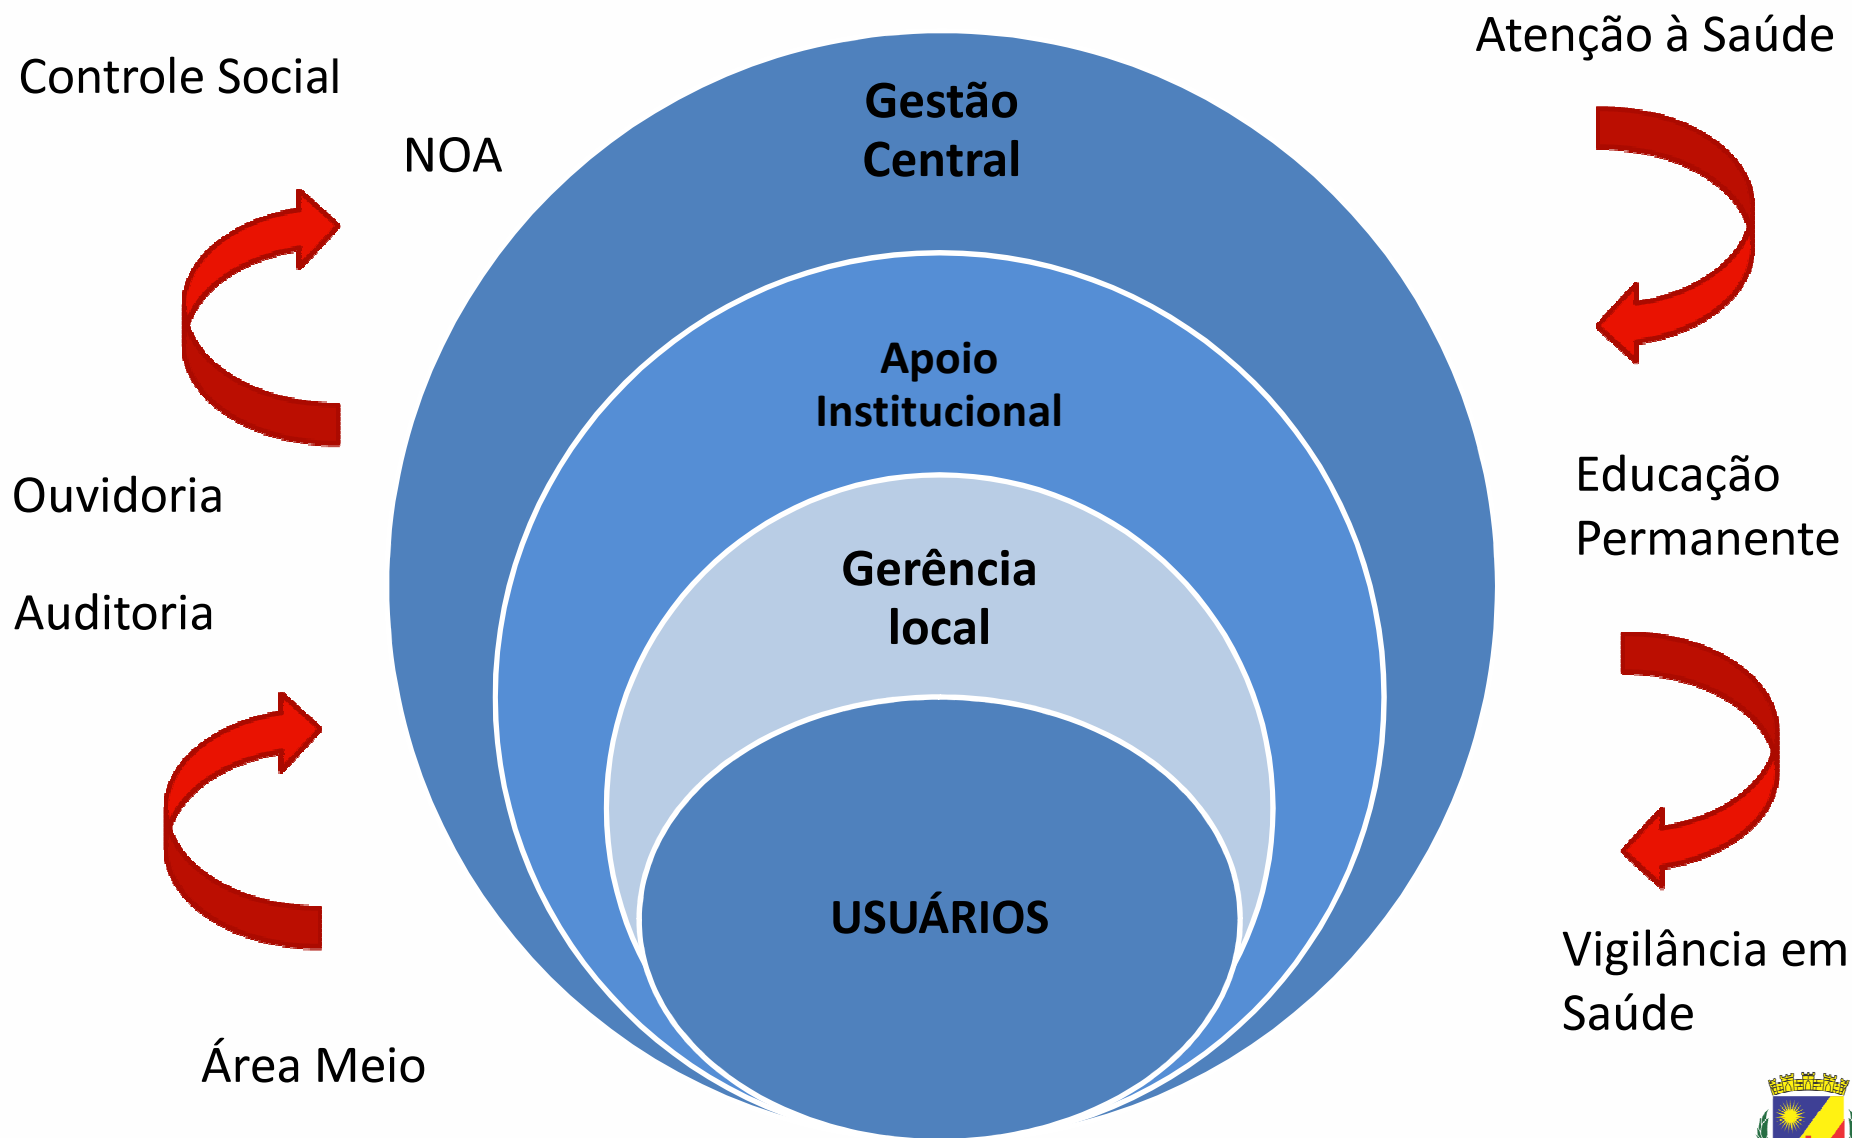 Controle Social
NOA
Ouvidoria
Auditoria
Área Meio
Gestão
Central
Apoio
Institucional
Gerência
local
USUÁRIOS
Atenção à Saúde
Educação
Permanente
Vigilância em
Saúde